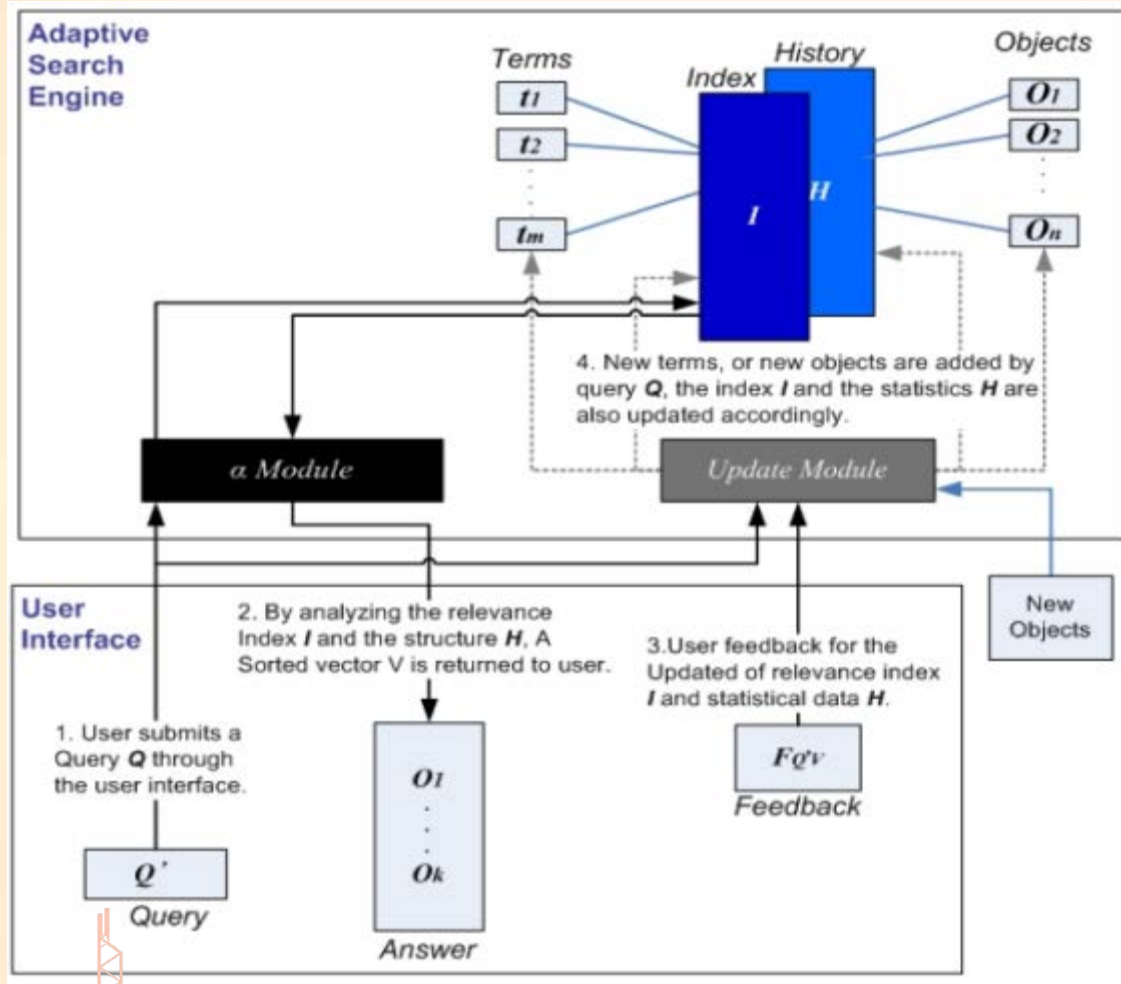 Adaptive
Search
Engine
Terms
t1
t2
tm
Index
History
I
H
Objects
O1
O2
On
4. New terms, or new objects are added by
query Q, the index I and the statistics H are
also updated accordingly.
α Module
Update Module
New
Objects
User
Interface
1. User submits a
Query Q through
the user interface.
Q'
Query
2. By analyzing the relevance
Index I and the structure H, A
Sorted vector V is returned to user.
O1
Ok
Answer
3.User feedback for the
Updated of relevance index
I and statistical data H.
FQ'V
Feedback